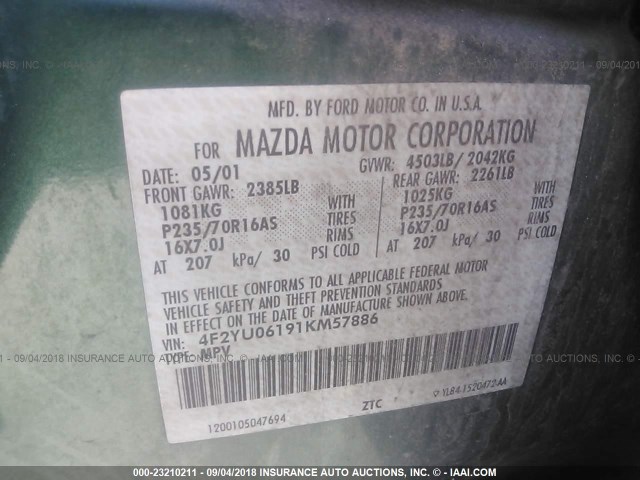 MFD. BY FORD MOTOR CO. IN U.S.A.
FOR MAZDA MOTOR CORPORATION
DATE: 05/01 GVWR: 4503LB/ 2042KG
FRONT GAWR: 2385LB REAR GAWR: 2261LB
1081KG WITH 1025KG WITH
P235/70R16AS TIRES P235/70R16AS TIRES
16X7.0J RIMS 16X7.0J RIMS
AT 207 kPa/ 30 PSI COLD AT 207 kPa/ 30 PSI COLD
THIS VEHICLE CONFORMS TO ALL APPLICABLE FEDERAL MOTOR
VEHICLE SAFETY AND THEFT PREVENTION STANDARDS
IN EFFECT ON THE DATE OF MANUFACTURE SHOWN ABOVE.
VIN: 4F2YU06191KM57886
TYPE: MPV
1200105047694 ZTC YL84 1520472AA
000-23210211 - 09/04/2018 - INSURANCE AUTO AUCTIONS, INC. - © - IAAI.COM